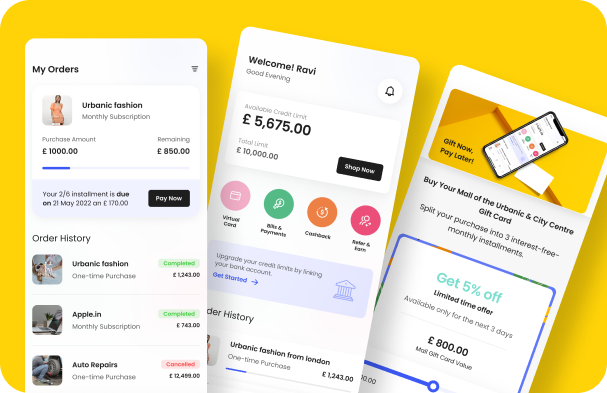 My Orders
Urbanic fashion
Monthly Subscription
Purchase Amount
Remaining
£ 1000.00
£ 850.00
Your 2/6 installment is due
on 21 May 2022 an £ 170.00
Pay Now
Order History
Urbanic fashion
Completed
One-time Purchase
£ 1,243.00
Apple.in
Completed
Monthly Subscription
£ 743.00
Auto Repairs
Cancelled
One-time Purchase
£ 12,499.00
Welcome! Ravi
Good Evening
Available Credit Limit
£ 5,675.00
Total Limit
£ 10,000.00
Shop Now
Virtual
Card
Bills &
Payments
Cashback
Refer &
Earn
Upgrade your credit limits by linking
your bank account.
Get Started
Order History
Urbanic fashion from london
One-time Purchase
£ 1,243.00
Gift Now,
Pay Later!
Buy Your Mall of the Urbanic & City Centre
Gift Card
Split your purchase into 3 interest-free-
monthly installments.
Get 5% off
Limited time offer
Available only for the next 3 days
£ 800.00
Mall Gift Card Value